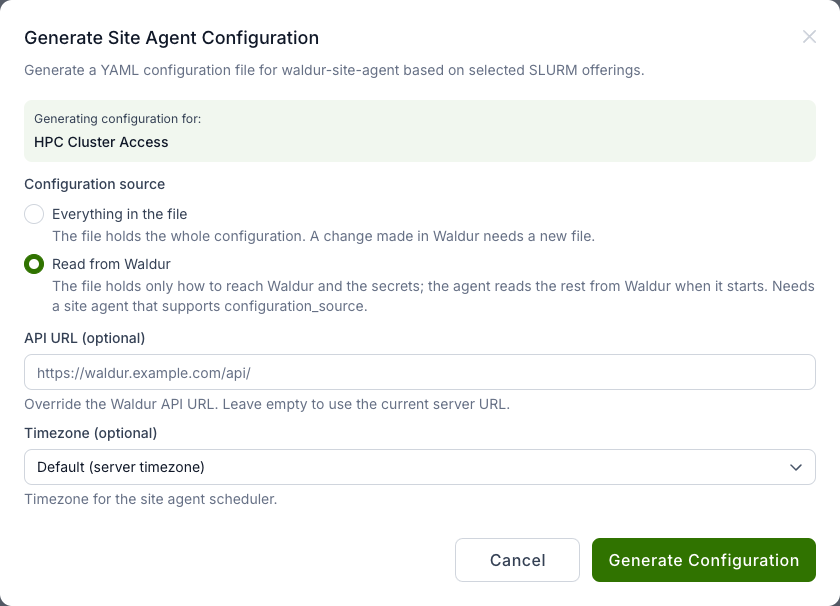 Generate Site Agent Configuration
Generate a YAML configuration file for waldur-site-agent based on selected SLURM offerings.
Generating configuration for:
HPC Cluster Access
Configuration source
Everything in the file
The file holds the whole configuration. A change made in Waldur needs a new file.
Read from Waldur
The file holds only how to reach Waldur and the secrets; the agent reads the rest from Waldur when it starts. Needs
a site agent that supports configuration_source.
API URL (optional)
https://waldur.example.com/api/
Override the Waldur API URL. Leave empty to use the current server URL.
Timezone (optional)
Default (server timezone)
Timezone for the site agent scheduler.
Cancel
Generate Configuration